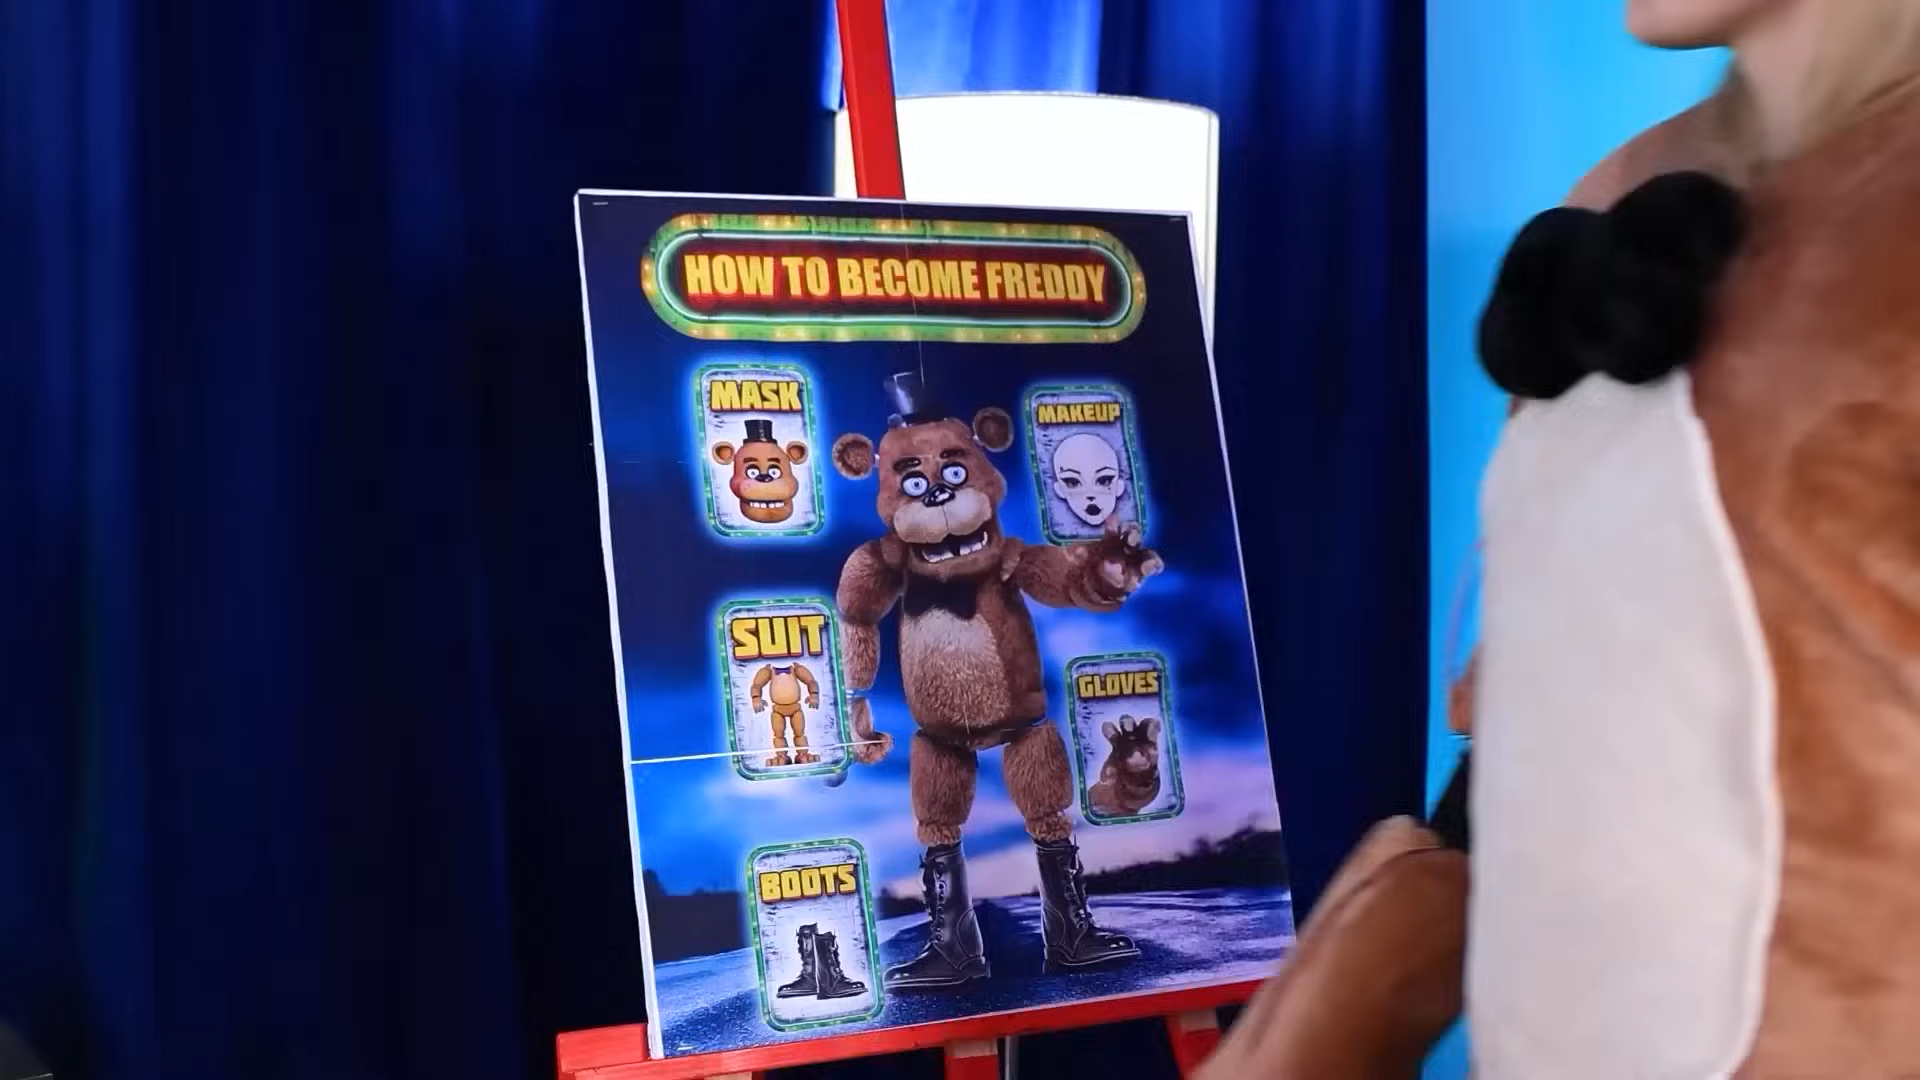 HOW TO BECOME FREDDY
MASK
MAKEUP
SUIT
GLOVES
BOOTS